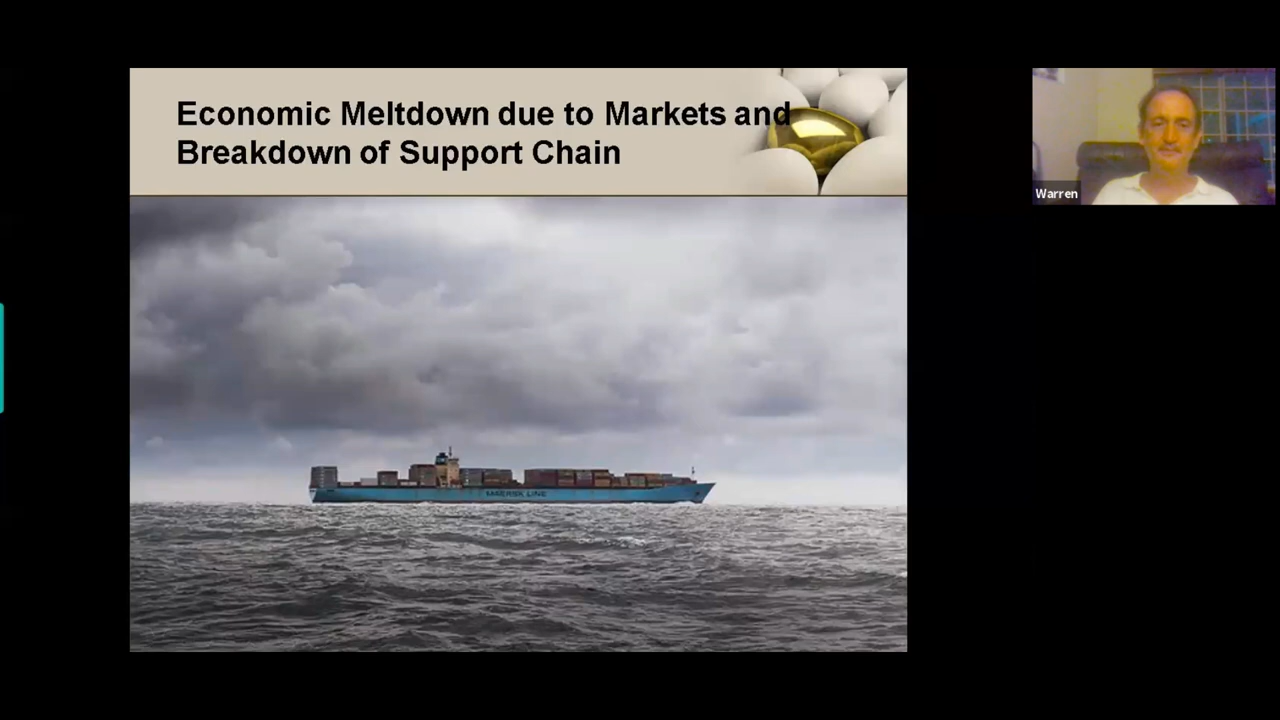 Economic Meltdown due to Markets and
Breakdown of Support Chain
Warren
MAERSK LINE